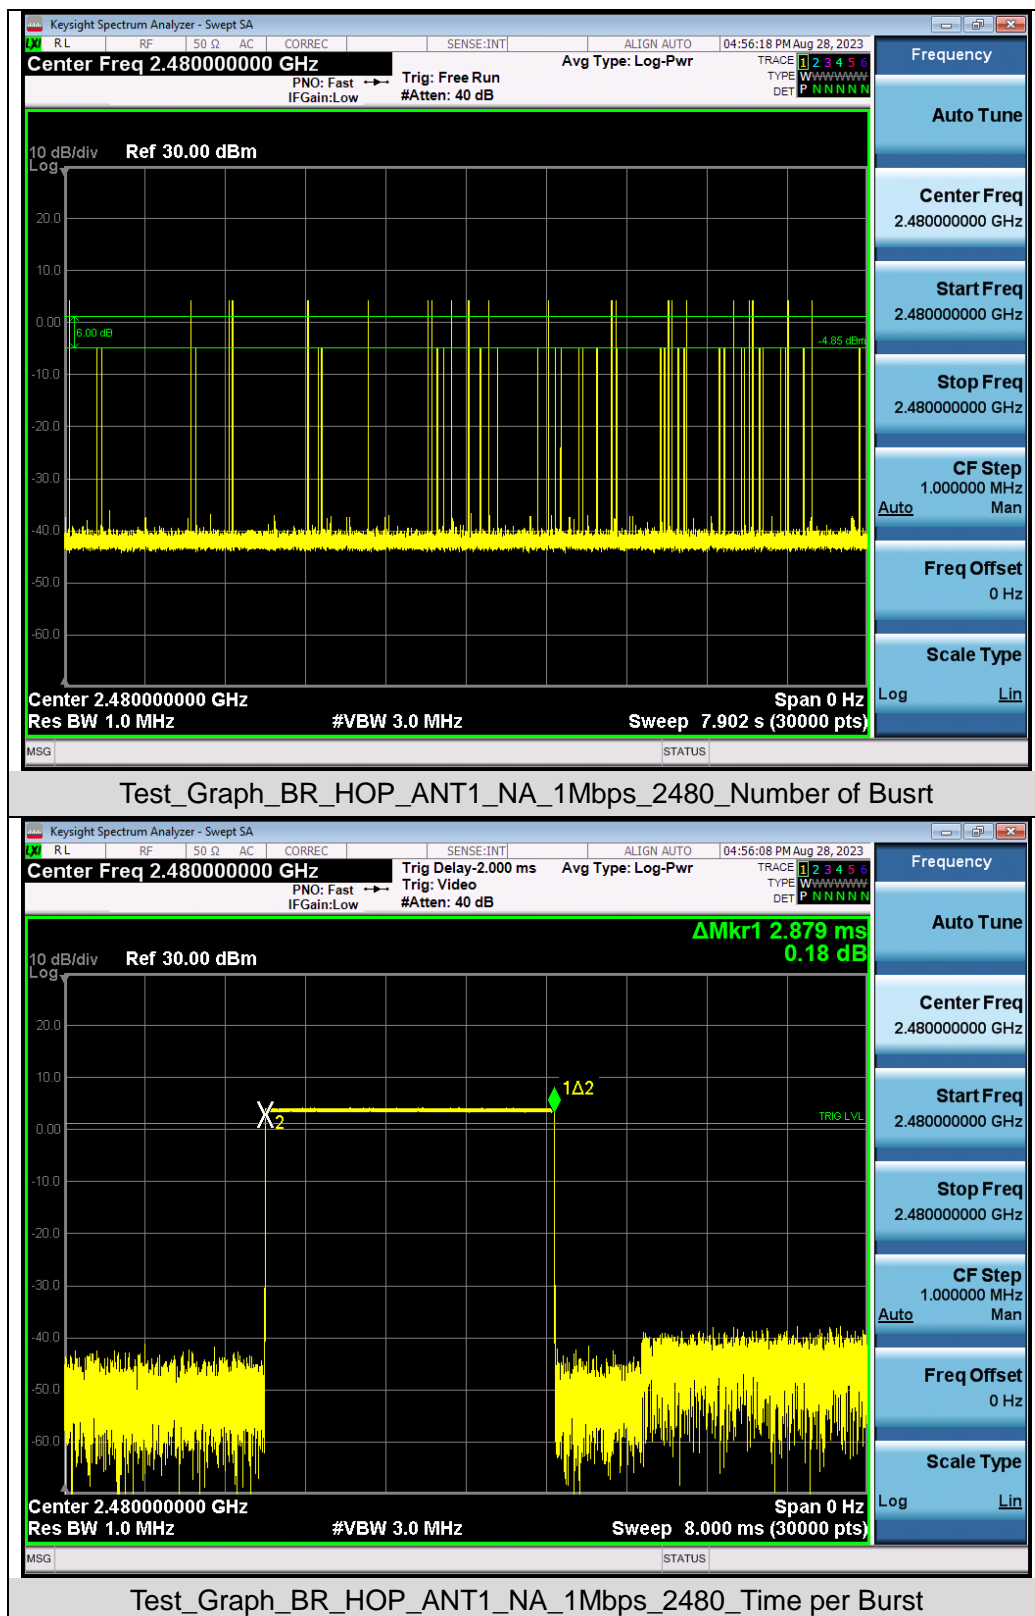 Keysight Spectrum Analyzer - Swept SA
LXI RL RF 50 Ω AC CORREC SENSE:INT ALIGN AUTO 04:56:18 PM Aug 28, 2023
Center Freq 2.480000000 GHz
PNO: Fast
IFGain:Low
Trig: Free Run
#Atten: 40 dB
Avg Type: Log-Pwr
TRACE 1 2 3 4 5 6
TYPE WWWWWW
DET P N N N N N
10 dB/div Ref 30.00 dBm
Log
20.0
10.0
0.00
6.00 dB
-4.85 dBm
-10.0
-20.0
-30.0
-40.0
-50.0
-60.0
Center 2.480000000 GHz Span 0 Hz
Res BW 1.0 MHz #VBW 3.0 MHz Sweep 7.902 s (30000 pts)
MSG STATUS
Frequency
Auto Tune
Center Freq
2.480000000 GHz
Start Freq
2.480000000 GHz
Stop Freq
2.480000000 GHz
CF Step
1.000000 MHz
Auto Man
Freq Offset
0 Hz
Scale Type
Log Lin
Test_Graph_BR_HOP_ANT1_NA_1Mbps_2480_Number of Busrt
Keysight Spectrum Analyzer - Swept SA
LXI RL RF 50 Ω AC CORREC SENSE:INT ALIGN AUTO 04:56:08 PM Aug 28, 2023
Center Freq 2.480000000 GHz
PNO: Fast
IFGain:Low
Trig Delay-2.000 ms
Trig: Video
#Atten: 40 dB
Avg Type: Log-Pwr
TRACE 1 2 3 4 5 6
TYPE WWWWWW
DET P N N N N N
ΔMkr1 2.879 ms
0.18 dB
10 dB/div Ref 30.00 dBm
Log
20.0
10.0
1Δ2
X2
TRIG LVL
0.00
-10.0
-20.0
-30.0
-40.0
-50.0
-60.0
Center 2.480000000 GHz Span 0 Hz
Res BW 1.0 MHz #VBW 3.0 MHz Sweep 8.000 ms (30000 pts)
MSG STATUS
Frequency
Auto Tune
Center Freq
2.480000000 GHz
Start Freq
2.480000000 GHz
Stop Freq
2.480000000 GHz
CF Step
1.000000 MHz
Auto Man
Freq Offset
0 Hz
Scale Type
Log Lin
Test_Graph_BR_HOP_ANT1_NA_1Mbps_2480_Time per Burst